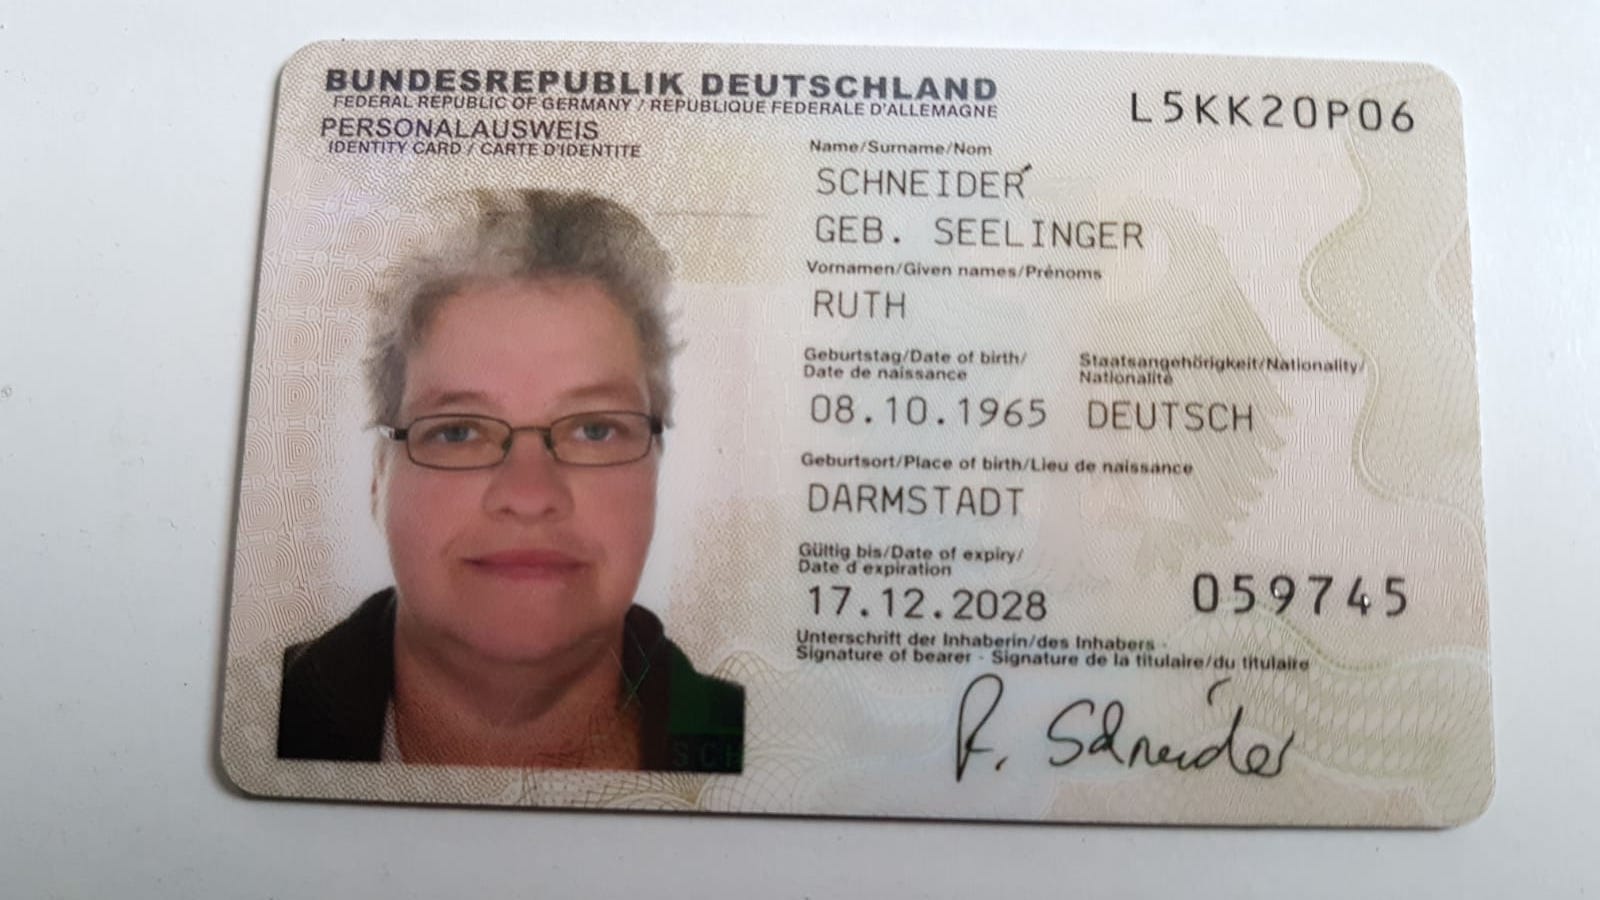 BUNDESREPUBLIK DEUTSCHLAND
FEDERAL REPUBLIC OF GERMANY / REPUBLIQUE FEDERALE D'ALLEMAGNE
PERSONALAUSWEIS
IDENTITY CARD / CARTE D'IDENTITE
L5KK20P06
Name/Surname/Nom
SCHNEIDER
GEB. SEELINGER
Vornamen/Given names/Prénoms
RUTH
Geburtstag/Date of birth/
Date de naissance
08.10.1965
Staatsangehörigkeit/Nationality/
Nationalité
DEUTSCH
Geburtsort/Place of birth/Lieu de naissance
DARMSTADT
Gültig bis/Date of expiry/
Date d'expiration
17.12.2028
059745
Unterschrift der Inhaberin/des Inhabers -
Signature of bearer - Signature de la titulaire/du titulaire
R. Schneider
SCH